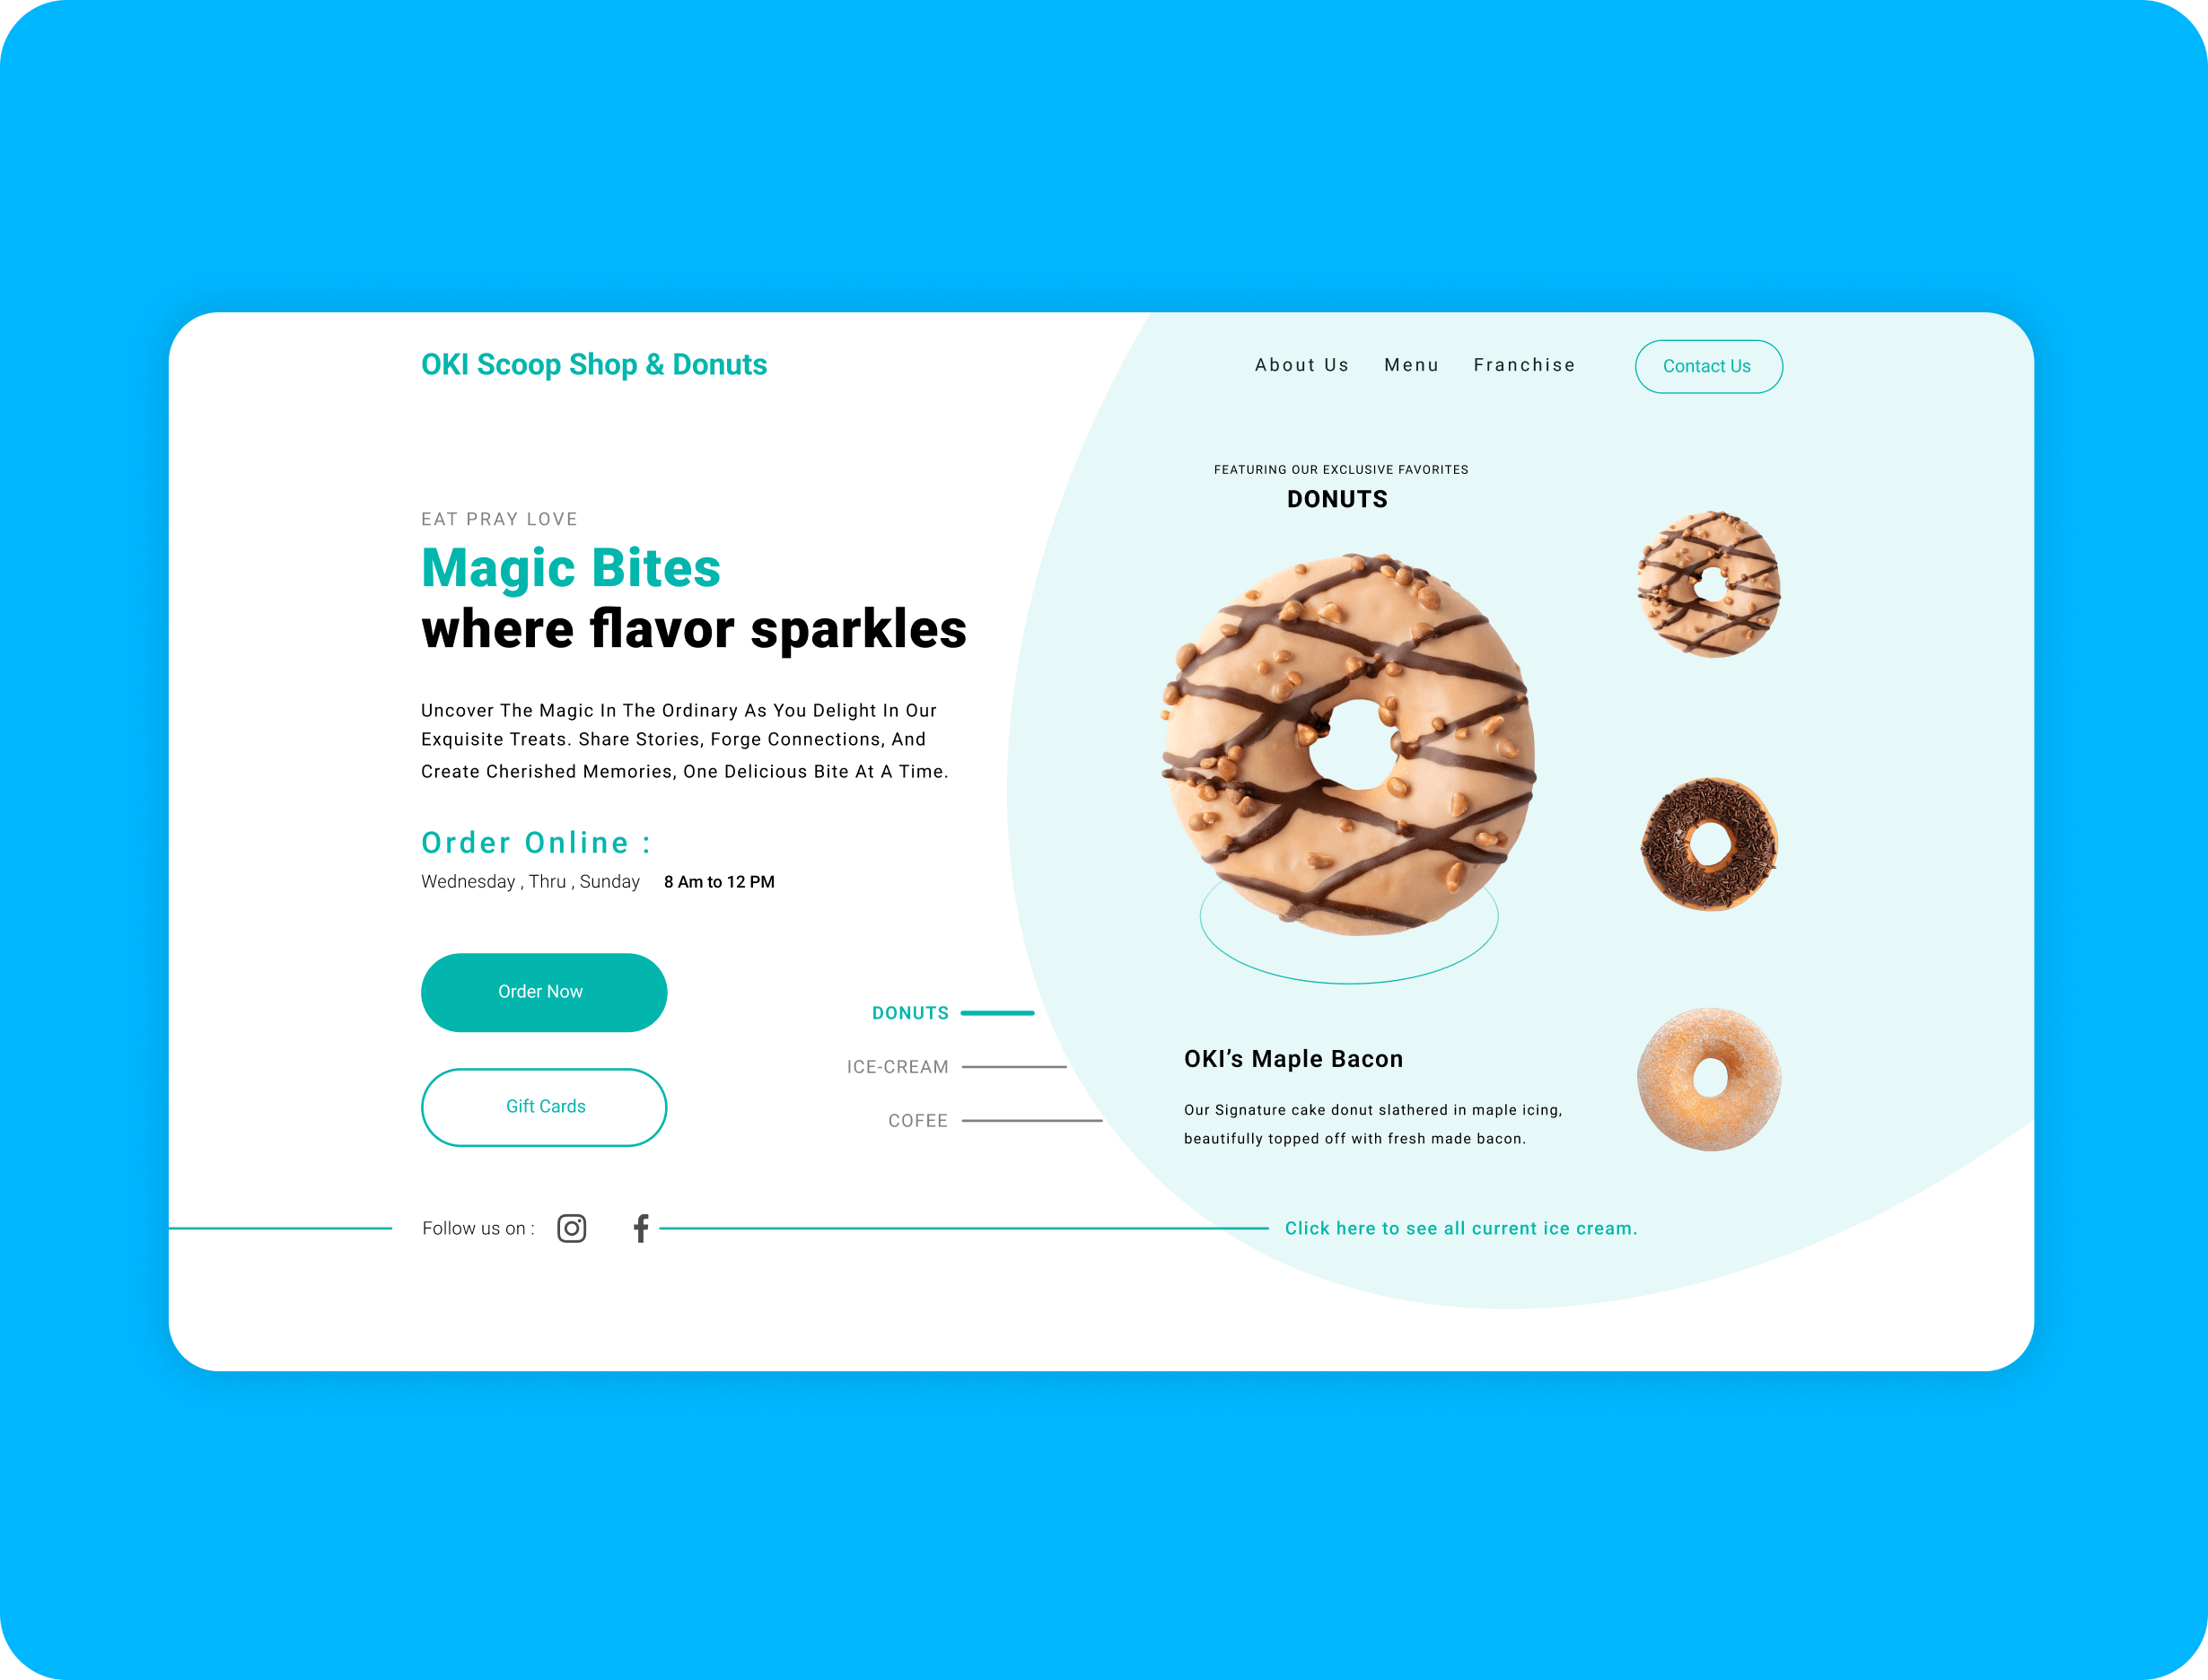 OKI Scoop Shop & Donuts
About Us Menu Franchise Contact Us
EAT PRAY LOVE
Magic Bites
where flavor sparkles
Uncover The Magic In The Ordinary As You Delight In Our
Exquisite Treats. Share Stories, Forge Connections, And
Create Cherished Memories, One Delicious Bite At A Time.
Order Online :
Wednesday , Thru , Sunday 8 Am to 12 PM
Order Now
Gift Cards
DONUTS
ICE-CREAM
COFEE
FEATURING OUR EXCLUSIVE FAVORITES
DONUTS
OKI’s Maple Bacon
Our Signature cake donut slathered in maple icing,
beautifully topped off with fresh made bacon.
Follow us on :
Click here to see all current ice cream.